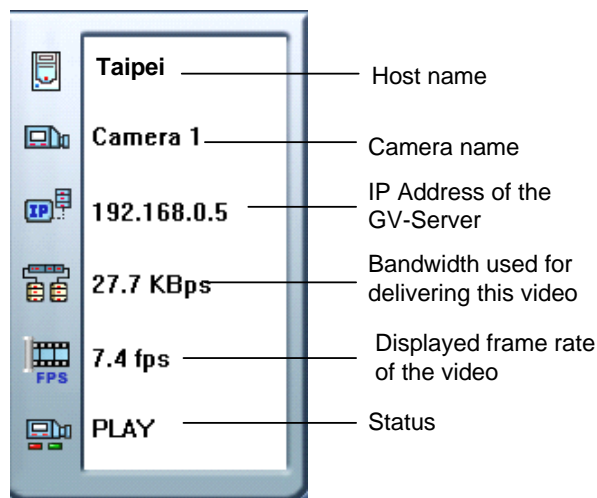 Taipei
Host name
Camera 1
Camera name
IP
192.168.0.5
IP Address of the
GV-Server
27.7 KBps
Bandwidth used for
delivering this video
FPS
7.4 fps
Displayed frame rate
of the video
PLAY
Status